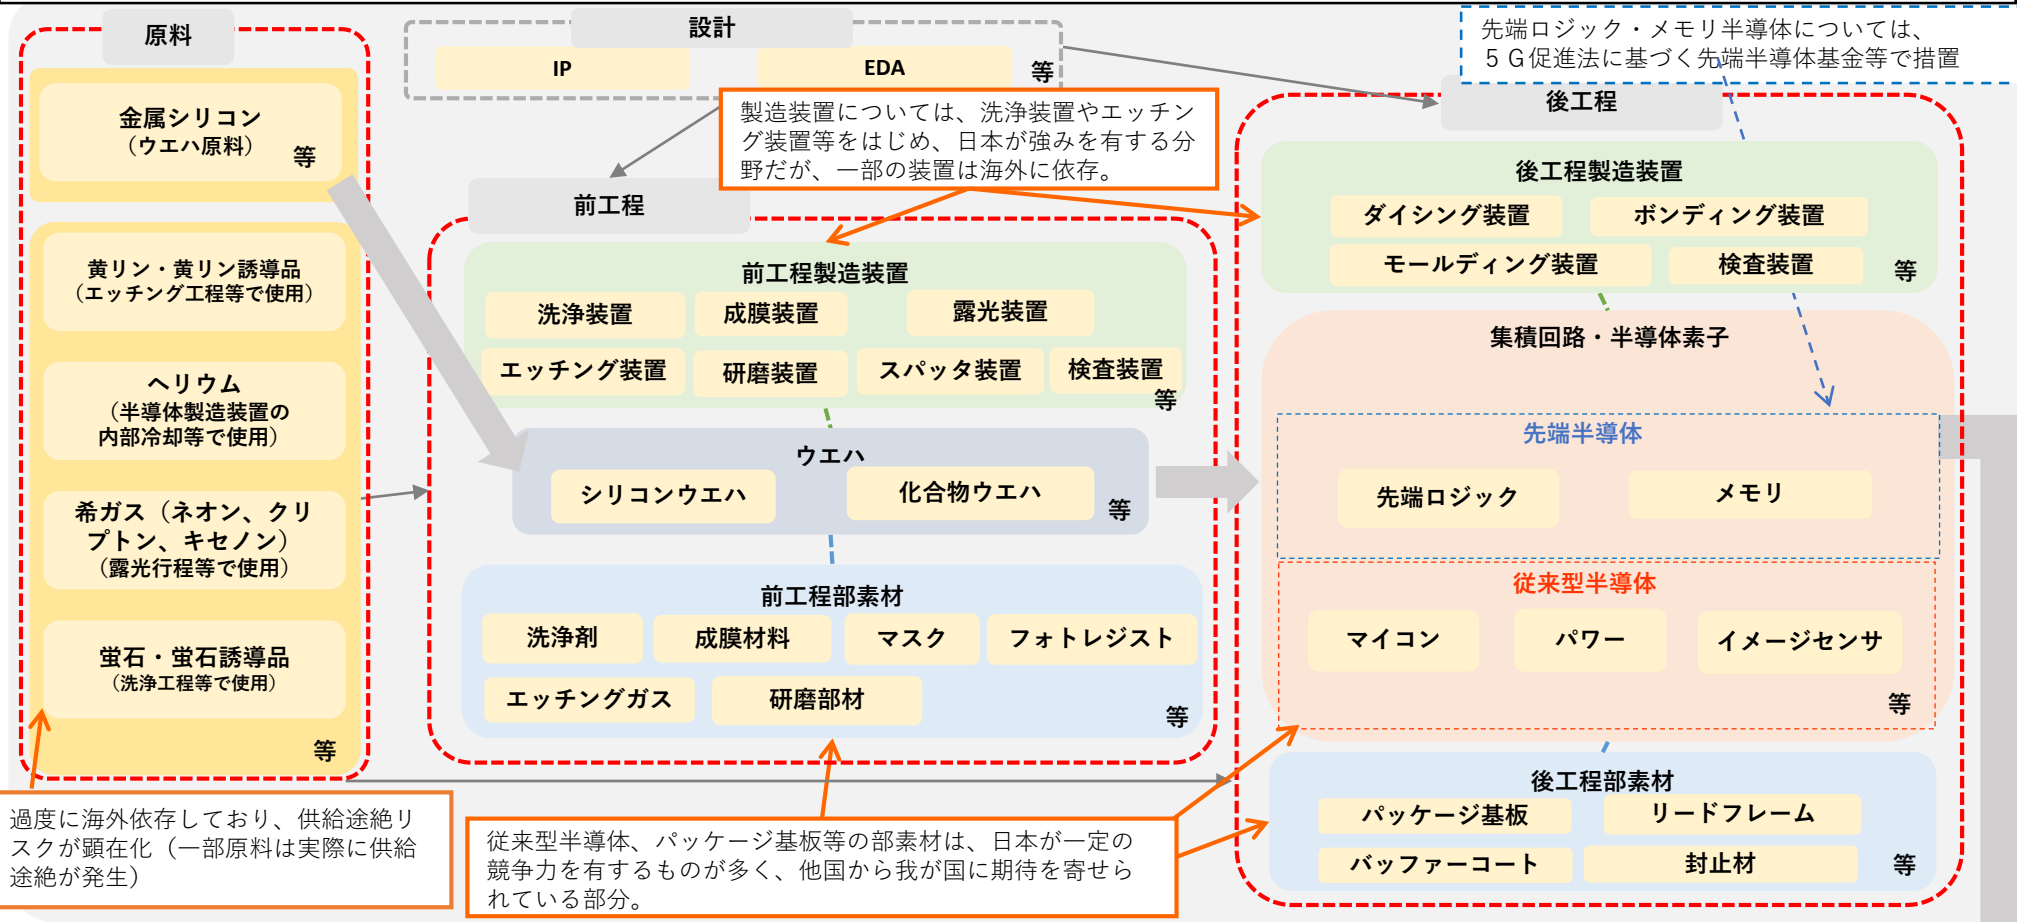 原料
金属シリコン
（ウエハ原料）
等
黄リン・黄リン誘導品
（エッチング工程等で使用）
ヘリウム
（半導体製造装置の
内部冷却等で使用）
希ガス（ネオン、クリ
プトン、キセノン）
（露光行程等で使用）
蛍石・蛍石誘導品
（洗浄工程等で使用）
等
過度に海外依存しており、供給途絶リ
スクが顕在化（一部原料は実際に供給
途絶が発生）
設計
IP
EDA
等
製造装置については、洗浄装置やエッチン
グ装置等をはじめ、日本が強みを有する分
野だが、一部の装置は海外に依存。
前工程
前工程製造装置
洗浄装置
成膜装置
露光装置
エッチング装置
研磨装置
スパッタ装置
検査装置
等
ウエハ
シリコンウエハ
化合物ウエハ
等
前工程部素材
洗浄剤
成膜材料
マスク
フォトレジスト
エッチングガス
研磨部材
等
従来型半導体、パッケージ基板等の部素材は、日本が一定の
競争力を有するものが多く、他国から我が国に期待を寄せら
れている部分。
先端ロジック・メモリ半導体については、
５Ｇ促進法に基づく先端半導体基金等で措置
後工程
後工程製造装置
ダイシング装置
ボンディング装置
モールディング装置
検査装置
等
集積回路・半導体素子
先端半導体
先端ロジック
メモリ
従来型半導体
マイコン
パワー
イメージセンサ
等
後工程部素材
パッケージ基板
リードフレーム
バッファーコート
封止材
等